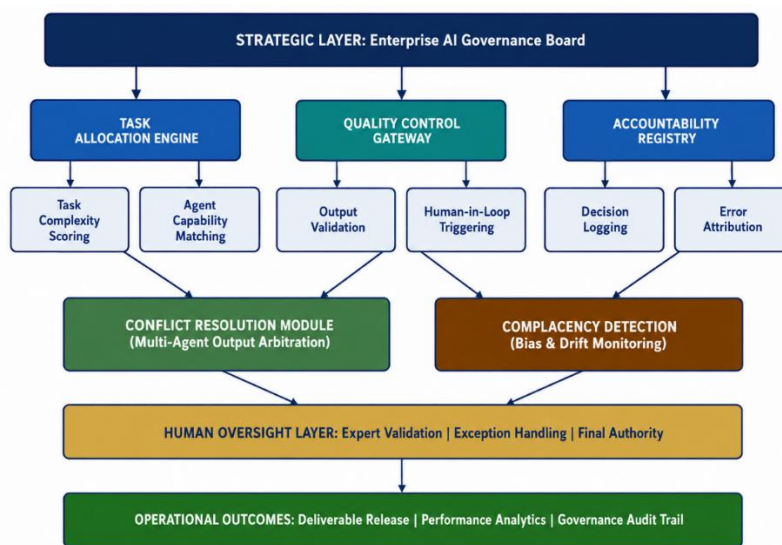 STRATEGIC LAYER: Enterprise AI Governance Board
TASK
ALLOCATION ENGINE
QUALITY CONTROL
GATEWAY
ACCOUNTABILITY
REGISTRY
Task
Complexity
Scoring
Agent
Capability
Matching
Output
Validation
Human-in-Loop
Triggering
Decision
Logging
Error
Attribution
CONFLICT RESOLUTION MODULE
(Multi-Agent Output Arbitration)
COMPLACENCY DETECTION
(Bias & Drift Monitoring)
HUMAN OVERSIGHT LAYER: Expert Validation | Exception Handling | Final Authority
OPERATIONAL OUTCOMES: Deliverable Release | Performance Analytics | Governance Audit Trail